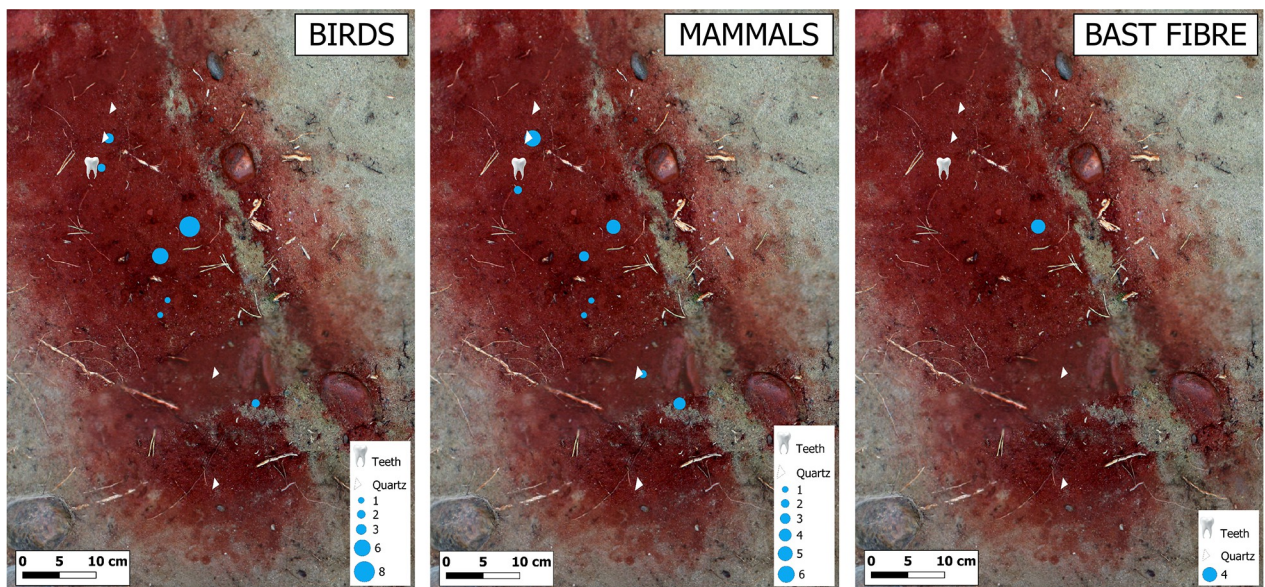 BIRDS
Teeth
Quartz
1
2
3
6
8
0 5 10 cm
MAMMALS
Teeth
Quartz
1
2
3
4
5
6
0 5 10 cm
BAST FIBRE
Teeth
Quartz
4
0 5 10 cm